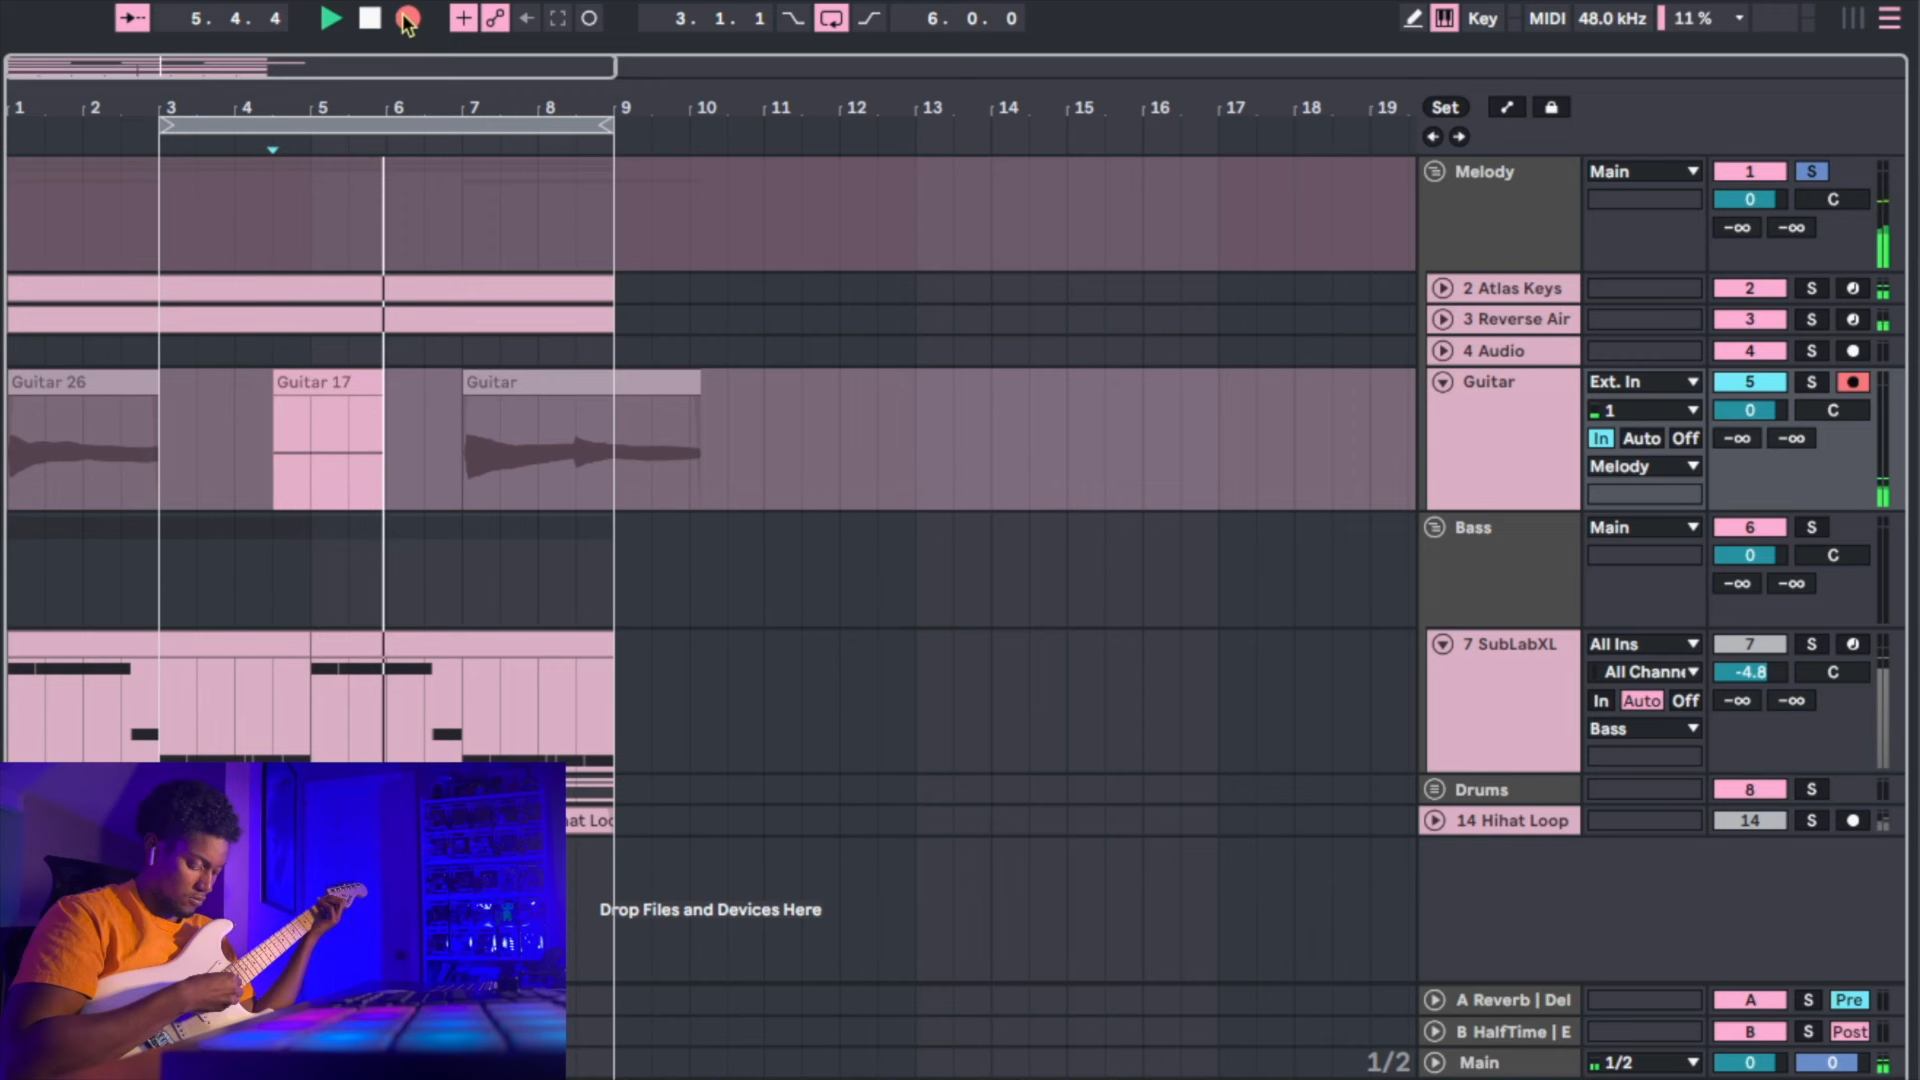 5. 4. 4
3. 1. 1
6. 0. 0
Key
MIDI
48.0 kHz
11 %
1 2 3 4 5 6 7 8 9 10 11 12 13 14 15 16 17 18 19
Set
Melody Main 1 S
0 C
-∞ -∞
2 Atlas Keys 2 S
3 Reverse Air 3 S
4 Audio 4 S
Guitar 26 Guitar 17 Guitar
Guitar Ext. In 5 S
1 0 C
In Auto Off -∞ -∞
Melody
Bass Main 6 S
0 C
-∞ -∞
7 SubLabXL All Ins 7 S
All Channe -4.8 C
In Auto Off -∞ -∞
Bass
Drums 8 S
at Loo
14 Hihat Loop 14 S
Drop Files and Devices Here
A Reverb | Del A S Pre
B HalfTime | E B S Post
1/2 Main 1/2 0 0